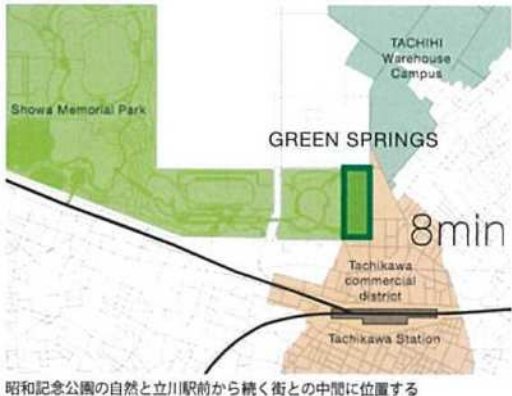 TACHIHI
Warehouse
Campus
Showa Memorial Park
GREEN SPRINGS
8min
Tachikawa
commercial
district
Tachikawa Station
昭和記念公園の自然と立川駅前から続く街との中間に位置する